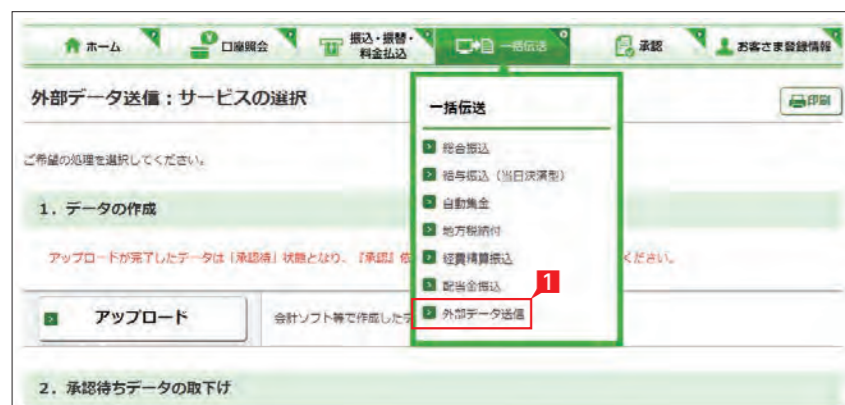 ホーム 口座照会 振込・振替・料金払込 一括伝送 承認 お客さま登録情報
外部データ送信：サービスの選択
印刷
ご希望の処理を選択してください。
1. データの作成
アップロードが完了したデータは「承認待」状態となり、『承認』依
ください。
アップロード
会計ソフト等で作成した
一括伝送
総合振込
給与振込（当日決済型）
自動集金
地方税納付
経費精算振込
配当金振込
1
外部データ送信
2. 承認待ちデータの取下げ